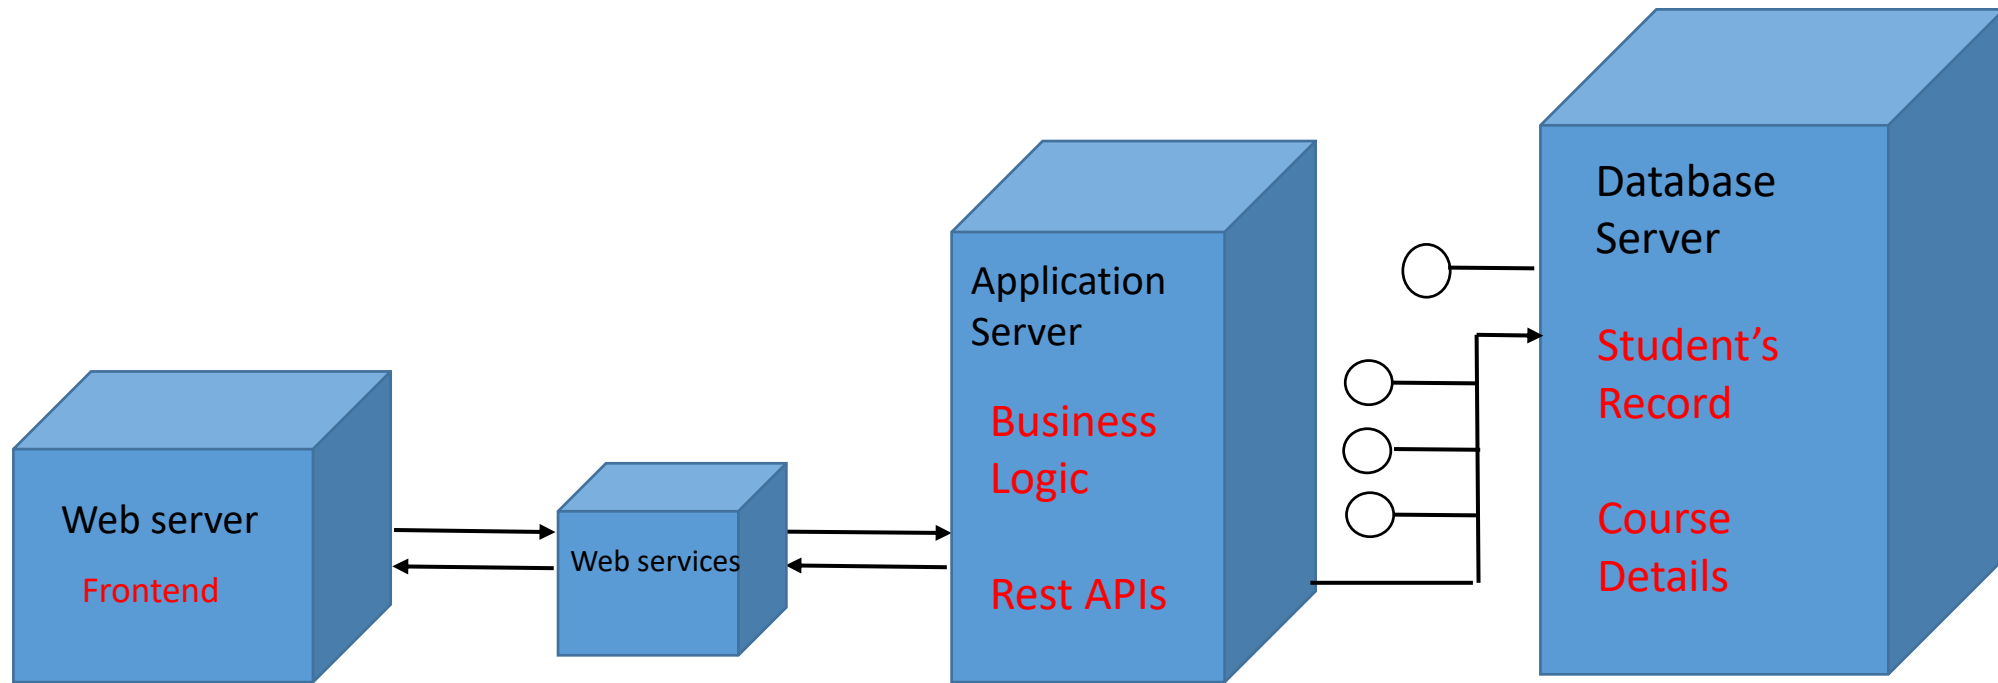 Web server
Frontend
Web services
Application
Server
Business
Logic
Rest APIs
Database
Server
Student’s
Record
Course
Details